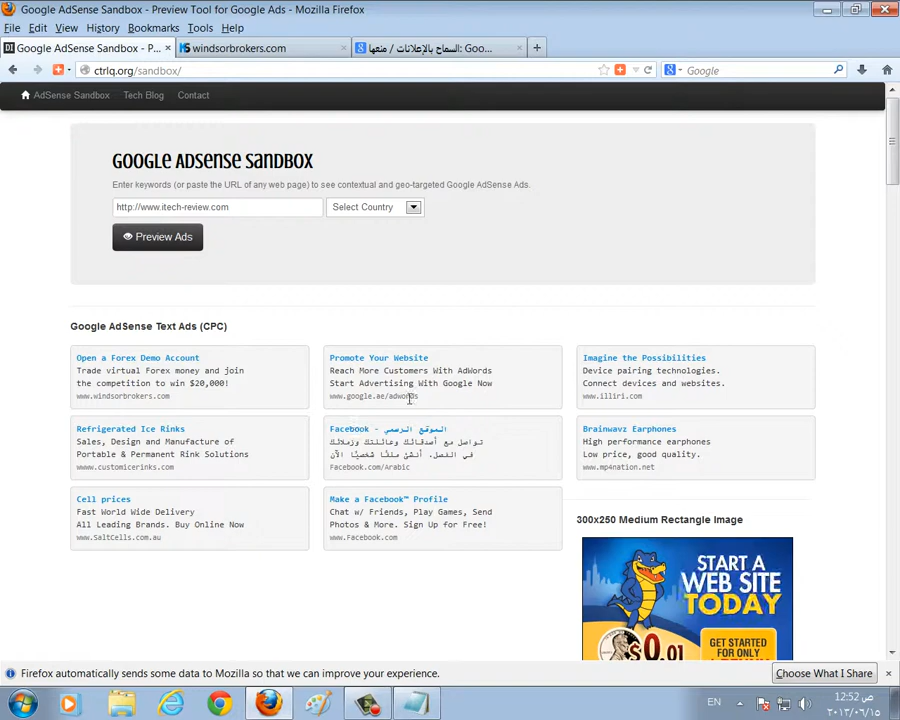 Google AdSense Sandbox - Preview Tool for Google Ads - Mozilla Firefox
File Edit View History Bookmarks Tools Help
Google AdSense Sandbox - P...
windsorbrokers.com
السماح بالإعلانات / منعها: Goo...
ctrlq.org/sandbox/
Google
AdSense Sandbox Tech Blog Contact
GOOGLE ADSENSE SANDBOX
Enter keywords (or paste the URL of any web page) to see contextual and geo-targeted Google AdSense Ads.
http://www.itech-review.com
Select Country
Preview Ads
Google AdSense Text Ads (CPC)
Open a Forex Demo Account
Trade virtual Forex money and join
the competition to win $20,000!
www.windsorbrokers.com
Promote Your Website
Reach More Customers With AdWords
Start Advertising With Google Now
www.google.ae/adwords
Imagine the Possibilities
Device pairing technologies.
Connect devices and websites.
www.illiri.com
Refrigerated Ice Rinks
Sales, Design and Manufacture of
Portable & Permanent Rink Solutions
www.customicerinks.com
Facebook - الموقع الرسمي
تواصل مع أصدقائك وعائلتك وزملائك
في الفصل. أنشئ ملفًا شخصيًا الآن
Facebook.com/Arabic
Brainwavz Earphones
High performance earphones
Low price, good quality.
www.mp4nation.net
Cell prices
Fast World Wide Delivery
All Leading Brands. Buy Online Now
www.SaltCells.com.au
Make a Facebook™ Profile
Chat w/ Friends, Play Games, Send
Photos & More. Sign Up for Free!
www.Facebook.com
300x250 Medium Rectangle Image
START A
WEB SITE
TODAY
$0.01
GET STARTED
FOR ONLY
Firefox automatically sends some data to Mozilla so that we can improve your experience.
Choose What I Share
EN
12:52 ص
٢٠١٣/٠٦/١٥